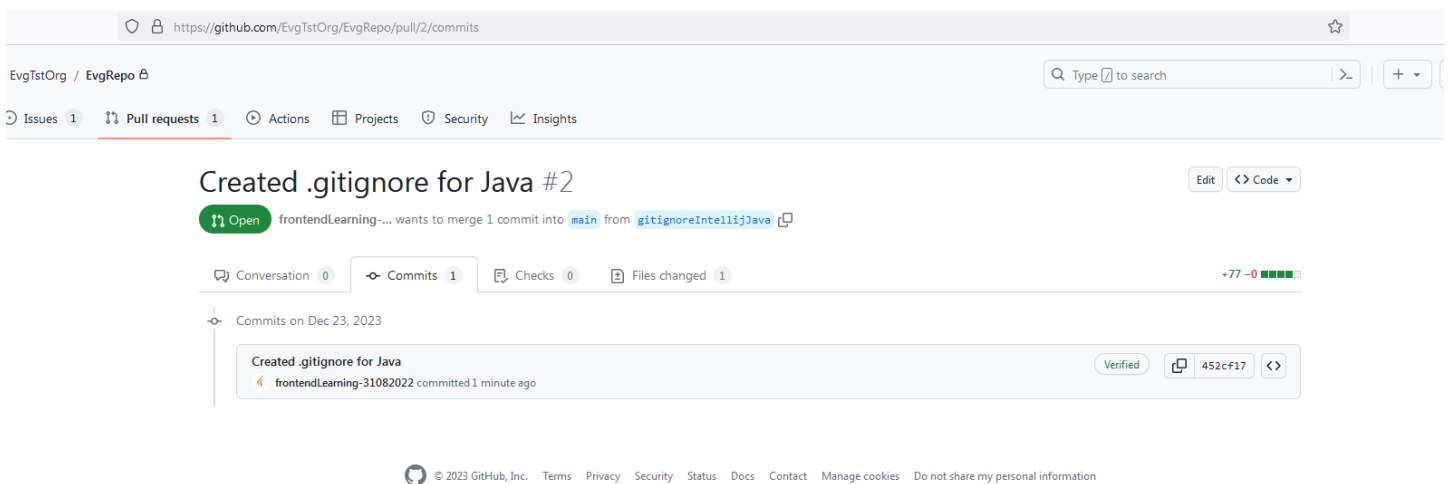 https://github.com/EvgTstOrg/EvgRepo/pull/2/commits
EvgTstOrg / EvgRepo
Type / to search
Issues 1 Pull requests 1 Actions Projects Security Insights
Created .gitignore for Java #2
Edit <> Code
Open frontendLearning-... wants to merge 1 commit into main from gitignoreIntellijJava
Conversation 0 Commits 1 Checks 0 Files changed 1 +77 −0
Commits on Dec 23, 2023
Created .gitignore for Java
Verified 452cf17
frontendLearning-31082022 committed 1 minute ago
© 2023 GitHub, Inc. Terms Privacy Security Status Docs Contact Manage cookies Do not share my personal information